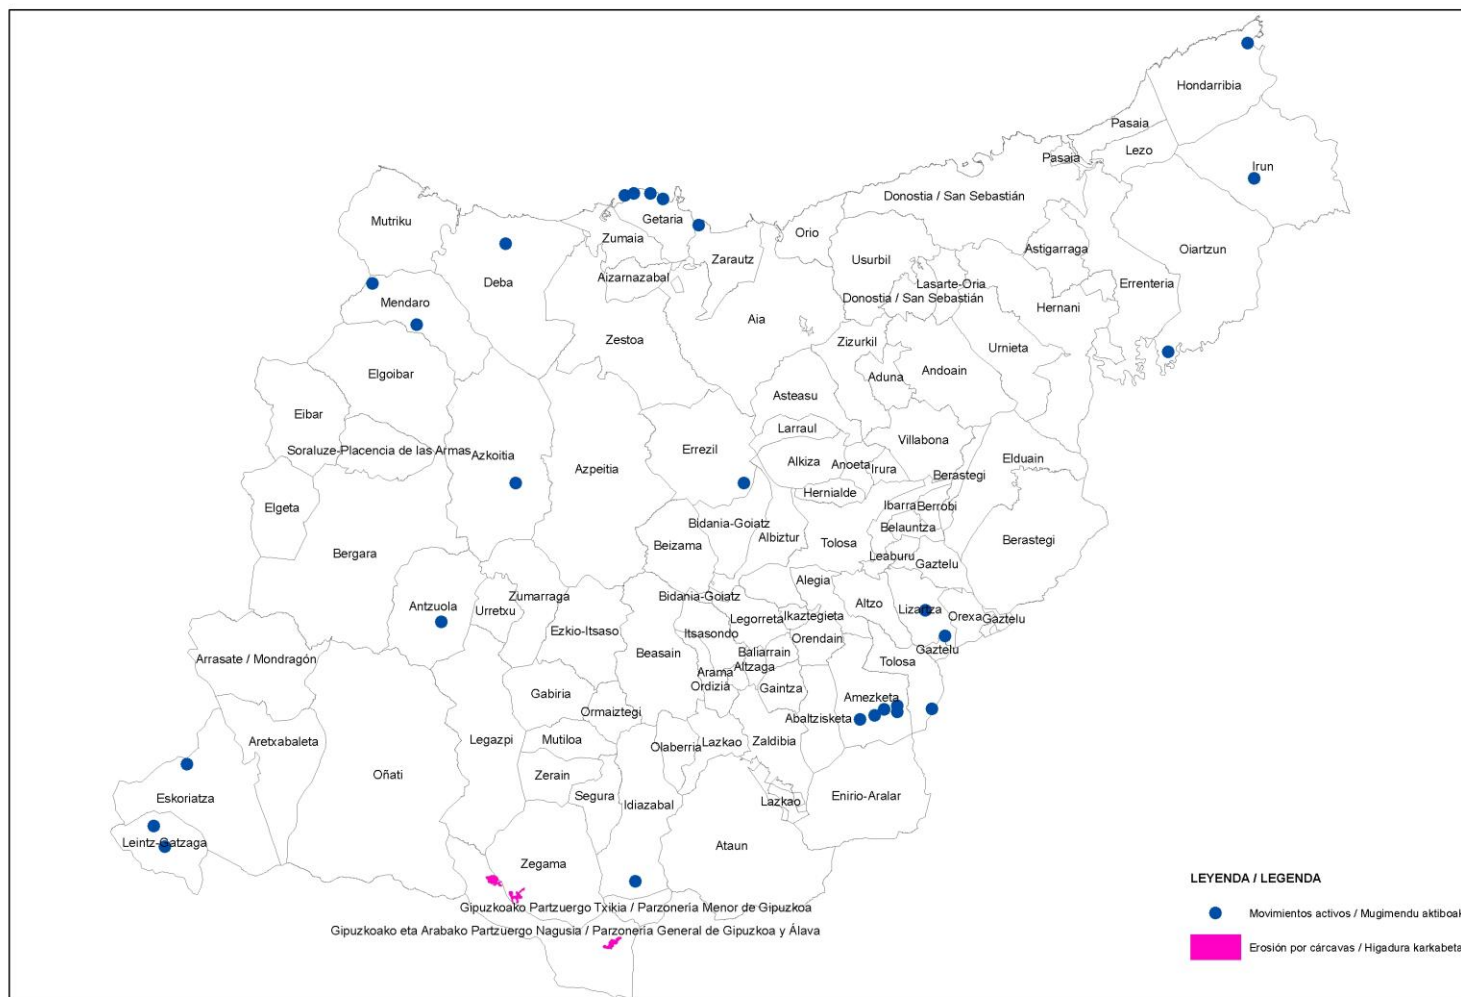 Hondarribia
Pasaia
Lezo
Pasaia
Irun
Donostia / San Sebastián
Mutriku
Getaria
Orio
Zumaia
Astigarraga
Oiartzun
Zarautz
Usurbil
Aizarnazabal
Deba
Lasarte-Oria
Errenteria
Donostia / San Sebastián
Mendaro
Hernani
Aia
Zestoa
Zizurkil
Urnieta
Elgoibar
Aduna
Andoain
Asteasu
Eibar
Larraul
Villabona
Soraluze-Placencia de las Armas
Azkoitia
Errezil
Azpeitia
Alkiza
Anoeta
Irura
Elduain
Berastegi
Hernialde
Elgeta
Ibarra
Berrobi
Bidania-Goiatz
Belauntza
Albiztur
Tolosa
Berastegi
Beizama
Bergara
Leaburu
Gaztelu
Alegia
Zumarraga
Bidania-Goiatz
Altzo
Antzuola
Urretxu
Lizartza
Legorreta
Ikaztegieta
Orexa
Gaztelu
Ezkio-Itsaso
Itsasondo
Orendain
Beasain
Baliarrain
Gaztelu
Arrasate / Mondragón
Altzaga
Tolosa
Arama
Ordizia
Gaintza
Gabiria
Amezketa
Ormaiztegi
Abaltzisketa
Legazpi
Mutiloa
Aretxabaleta
Olaberria
Lazkao
Zaldibia
Oñati
Zerain
Segura
Eskoriatza
Idiazabal
Lazkao
Enirio-Aralar
Leintz-Gatzaga
Ataun
Zegama
Gipuzkoako Partzuergo Txikia / Parzonería Menor de Gipuzkoa
Gipuzkoako eta Arabako Partzuergo Nagusia / Parzonería General de Gipuzkoa y Álava
LEYENDA / LEGENDA
Movimientos activos / Mugimendu aktiboak
Erosión por cárcavas / Higadura karkabeta